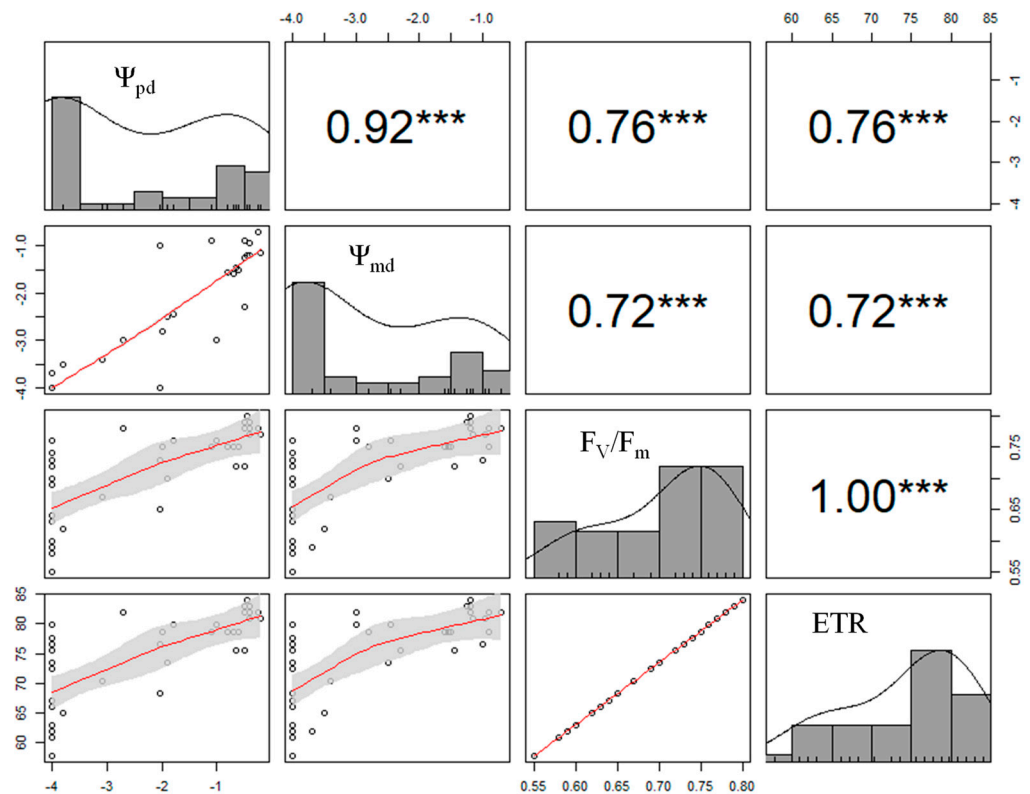 -4.0 -3.0 -2.0 -1.0 60 65 70 75 80 85
Ψpd 0.92*** 0.76*** 0.76*** -1 -2 -3 -4
-1.0 -2.0 -3.0 -4.0 Ψmd 0.72*** 0.72***
FV/Fm 1.00*** 0.75 0.65 0.55
85 80 75 70 65 60 ETR
-4 -3 -2 -1 0.55 0.60 0.65 0.70 0.75 0.80